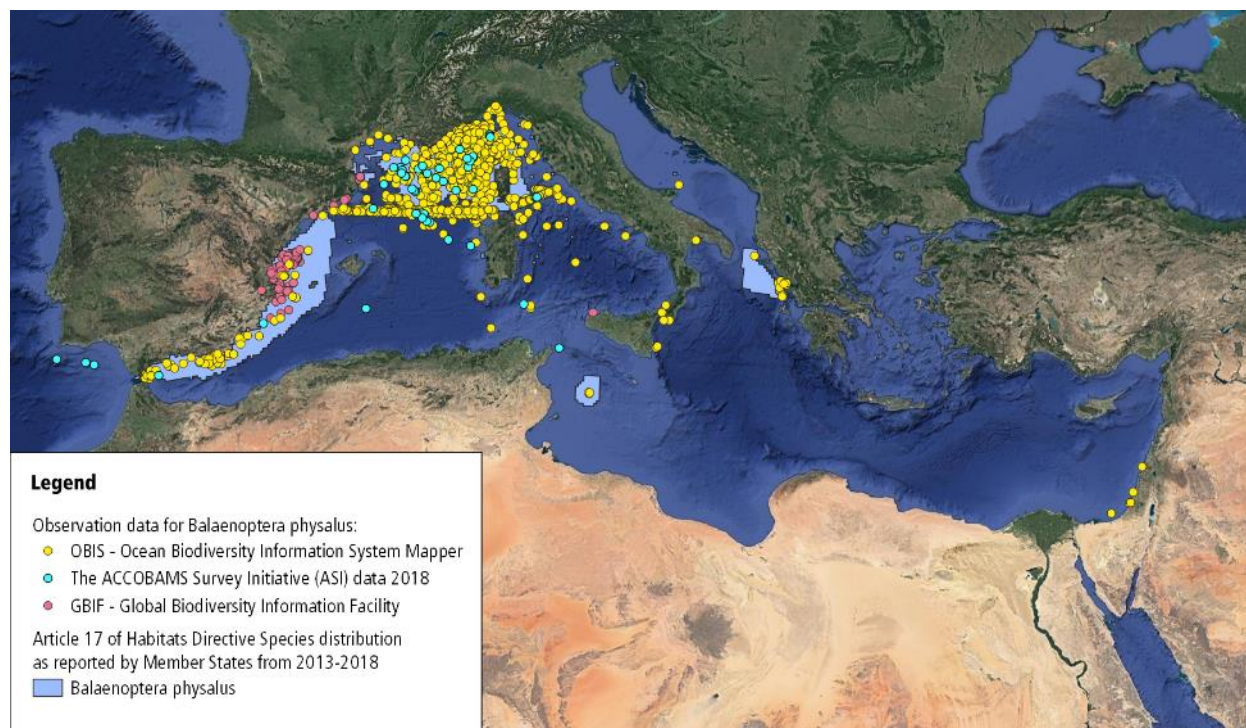 Legend
Observation data for Balaenoptera physalus:
OBIS - Ocean Biodiversity Information System Mapper
The ACCOBAMS Survey Initiative (ASI) data 2018
GBIF - Global Biodiversity Information Facility
Article 17 of Habitats Directive Species distribution
as reported by Member States from 2013-2018
Balaenoptera physalus